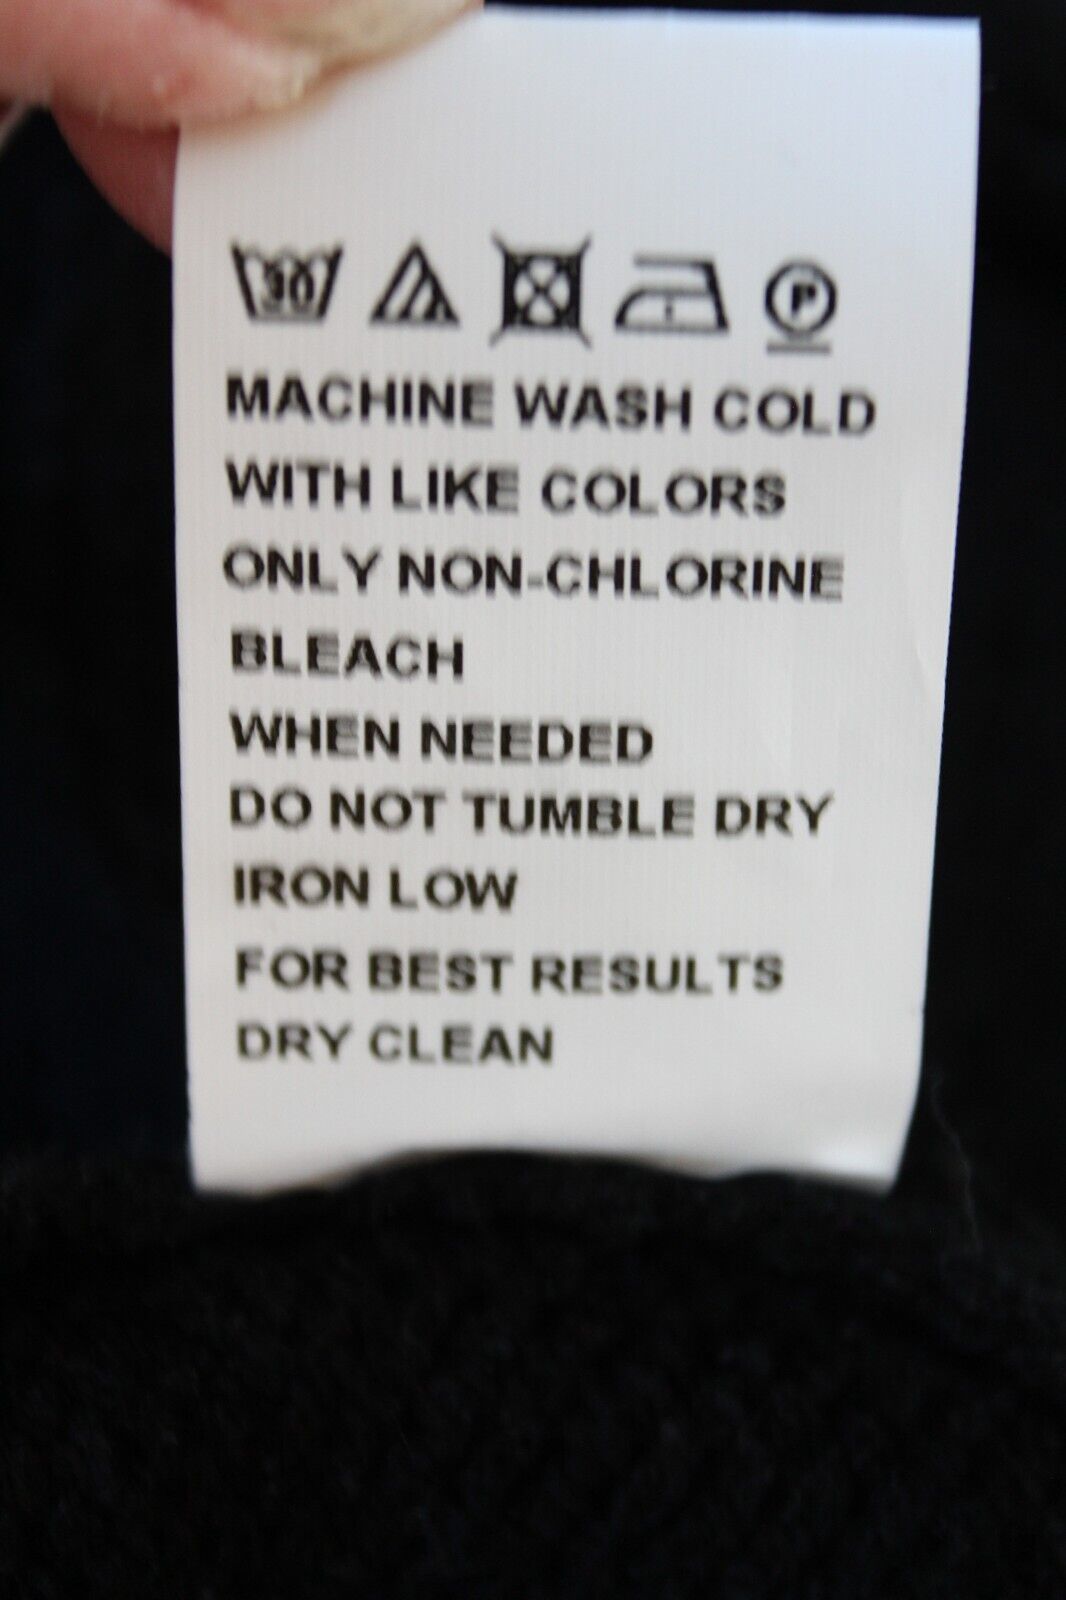 30 P
MACHINE WASH COLD
WITH LIKE COLORS
ONLY NON-CHLORINE
BLEACH
WHEN NEEDED
DO NOT TUMBLE DRY
IRON LOW
FOR BEST RESULTS
DRY CLEAN